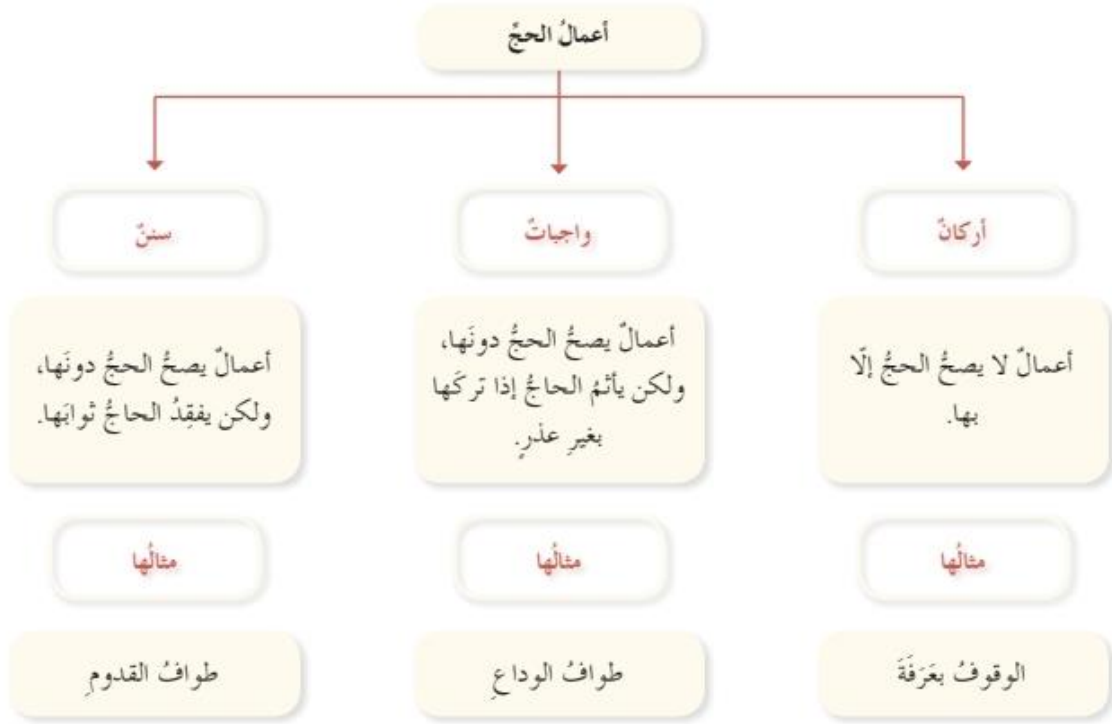 أعمالُ الحجِّ
أركانٌ
واجباتٌ
سننٌ
أعمالٌ لا يصحُّ الحجُّ إلّا
بها.
أعمالٌ يصحُّ الحجُّ دونَها،
ولكن يأثمُ الحاجُّ إذا تركَها
بغيرِ عذرٍ.
أعمالٌ يصحُّ الحجُّ دونَها،
ولكن يفقِدُ الحاجُّ ثوابَها.
مثالُها
مثالُها
مثالُها
الوقوفُ بعَرَفَةَ
طوافُ الوداعِ
طوافُ القدومِ